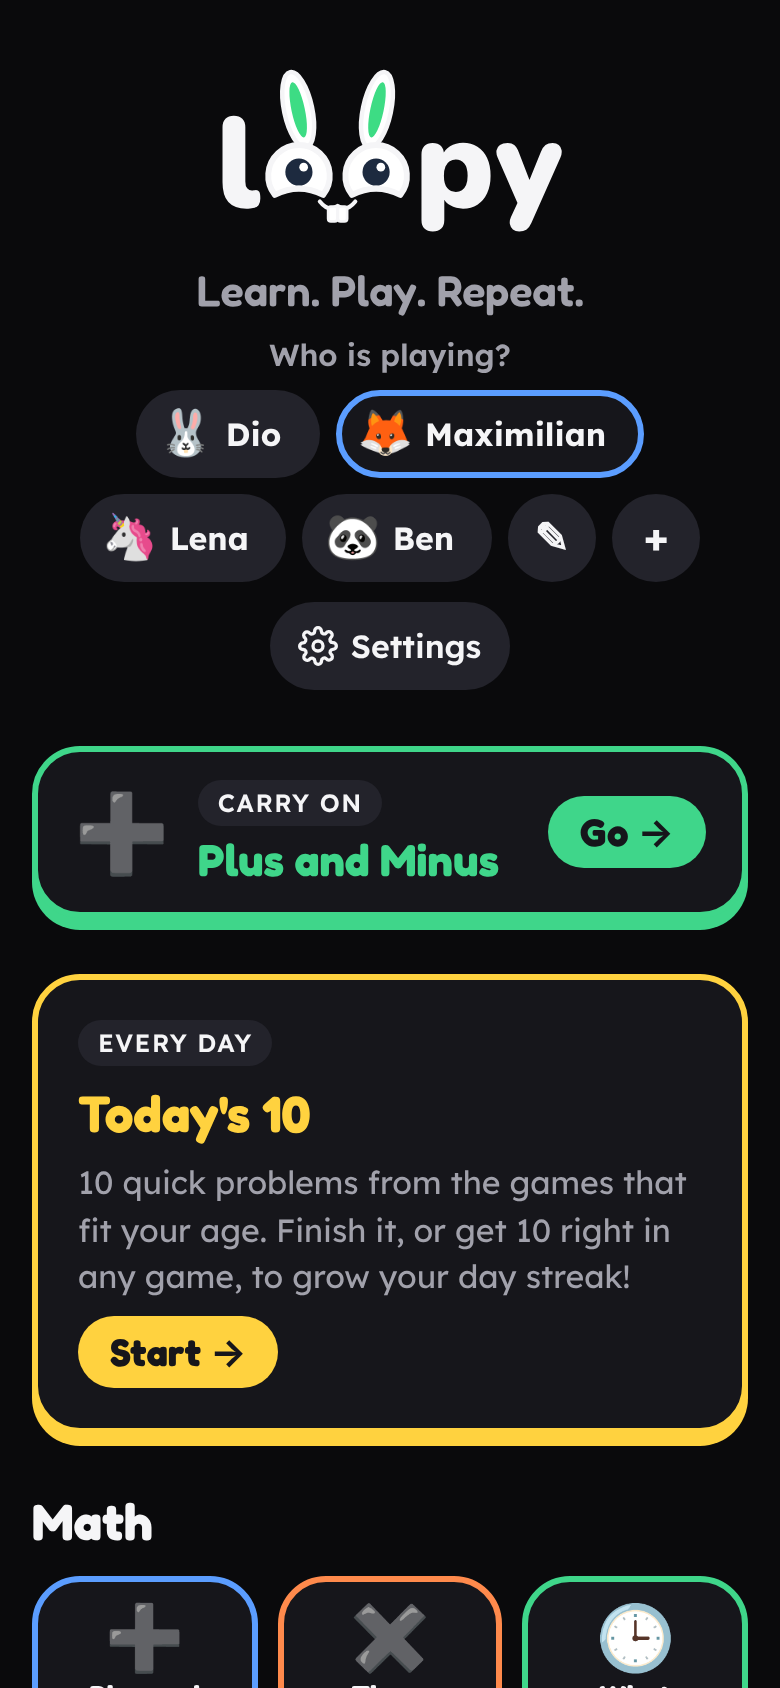 loopy
Learn. Play. Repeat.
Who is playing?
Dio
Maximilian
Lena
Ben
+
Settings
CARRY ON
Plus and Minus
Go →
EVERY DAY
Today's 10
10 quick problems from the games that
fit your age. Finish it, or get 10 right in
any game, to grow your day streak!
Start →
Math